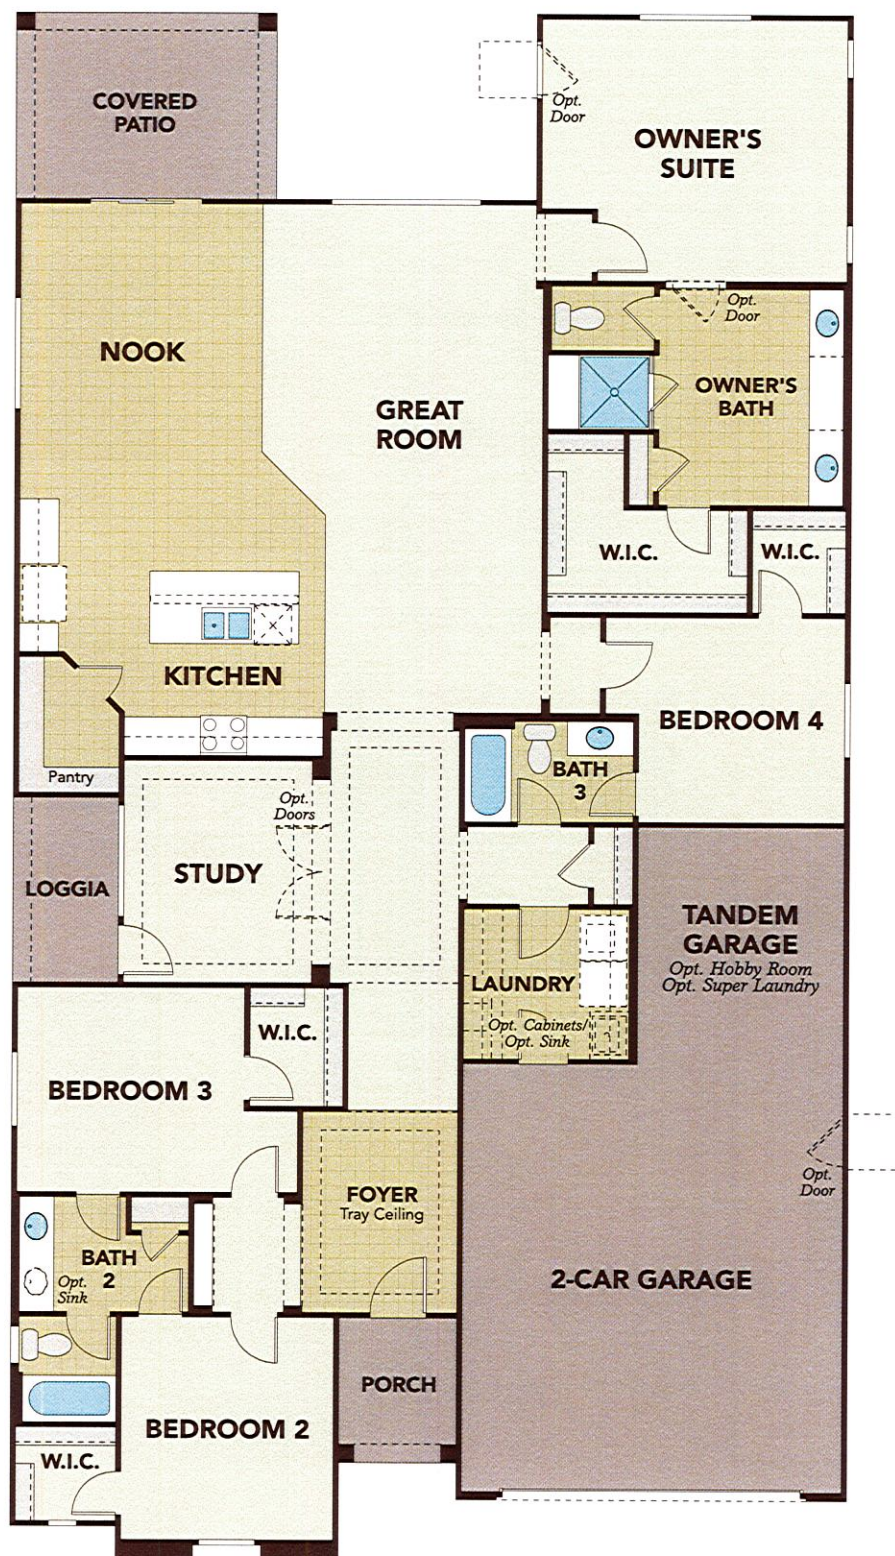 COVERED
PATIO
Opt.
Door
OWNER'S
SUITE
NOOK
GREAT
ROOM
Opt.
Door
OWNER'S
BATH
W.I.C.
W.I.C.
KITCHEN
Pantry
BEDROOM 4
BATH
3
Opt.
Doors
STUDY
LOGGIA
TANDEM
GARAGE
Opt. Hobby Room
Opt. Super Laundry
LAUNDRY
Opt. Cabinets/
Opt. Sink
W.I.C.
BEDROOM 3
FOYER
Tray Ceiling
Opt.
Door
BATH
2
Opt.
Sink
2-CAR GARAGE
PORCH
BEDROOM 2
W.I.C.